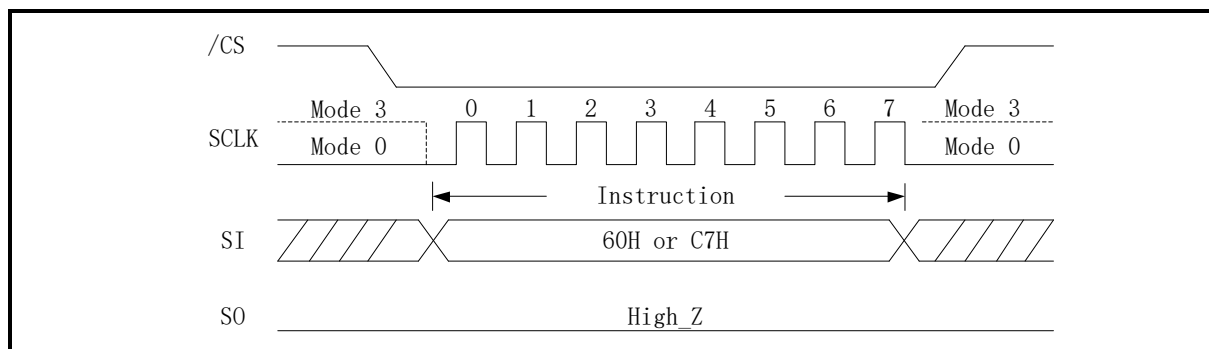 /CS
Mode 3 0 1 2 3 4 5 6 7 Mode 3
SCLK
Mode 0 Mode 0
Instruction
SI 60H or C7H
SO High_Z